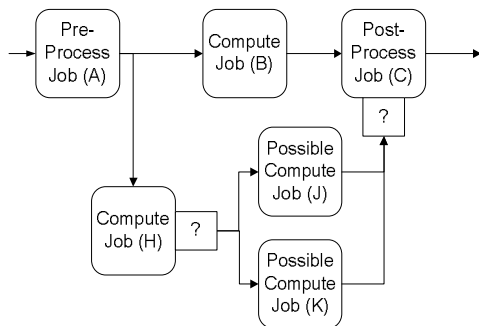 Pre-
Process
Job (A)
Compute
Job (B)
Post-
Process
Job (C)
?
Compute
Job (H)
?
Possible
Compute
Job (J)
Possible
Compute
Job (K)